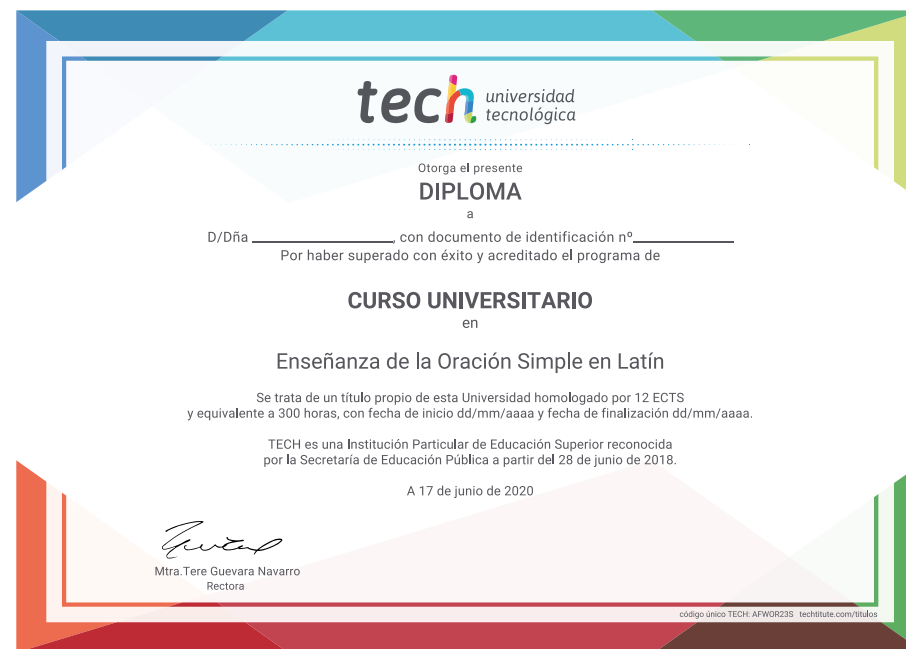 tech universidad
tecnológica
Otorga el presente
DIPLOMA
a
D/Dña ____________________, con documento de identificación nº______________
Por haber superado con éxito y acreditado el programa de
CURSO UNIVERSITARIO
en
Enseñanza de la Oración Simple en Latín
Se trata de un título propio de esta Universidad homologado por 12 ECTS
y equivalente a 300 horas, con fecha de inicio dd/mm/aaaa y fecha de finalización dd/mm/aaaa.
TECH es una Institución Particular de Educación Superior reconocida
por la Secretaría de Educación Pública a partir del 28 de junio de 2018.
A 17 de junio de 2020
Mtra.Tere Guevara Navarro
Rectora
código único TECH: AFWOR23S techtitute.com/titulos